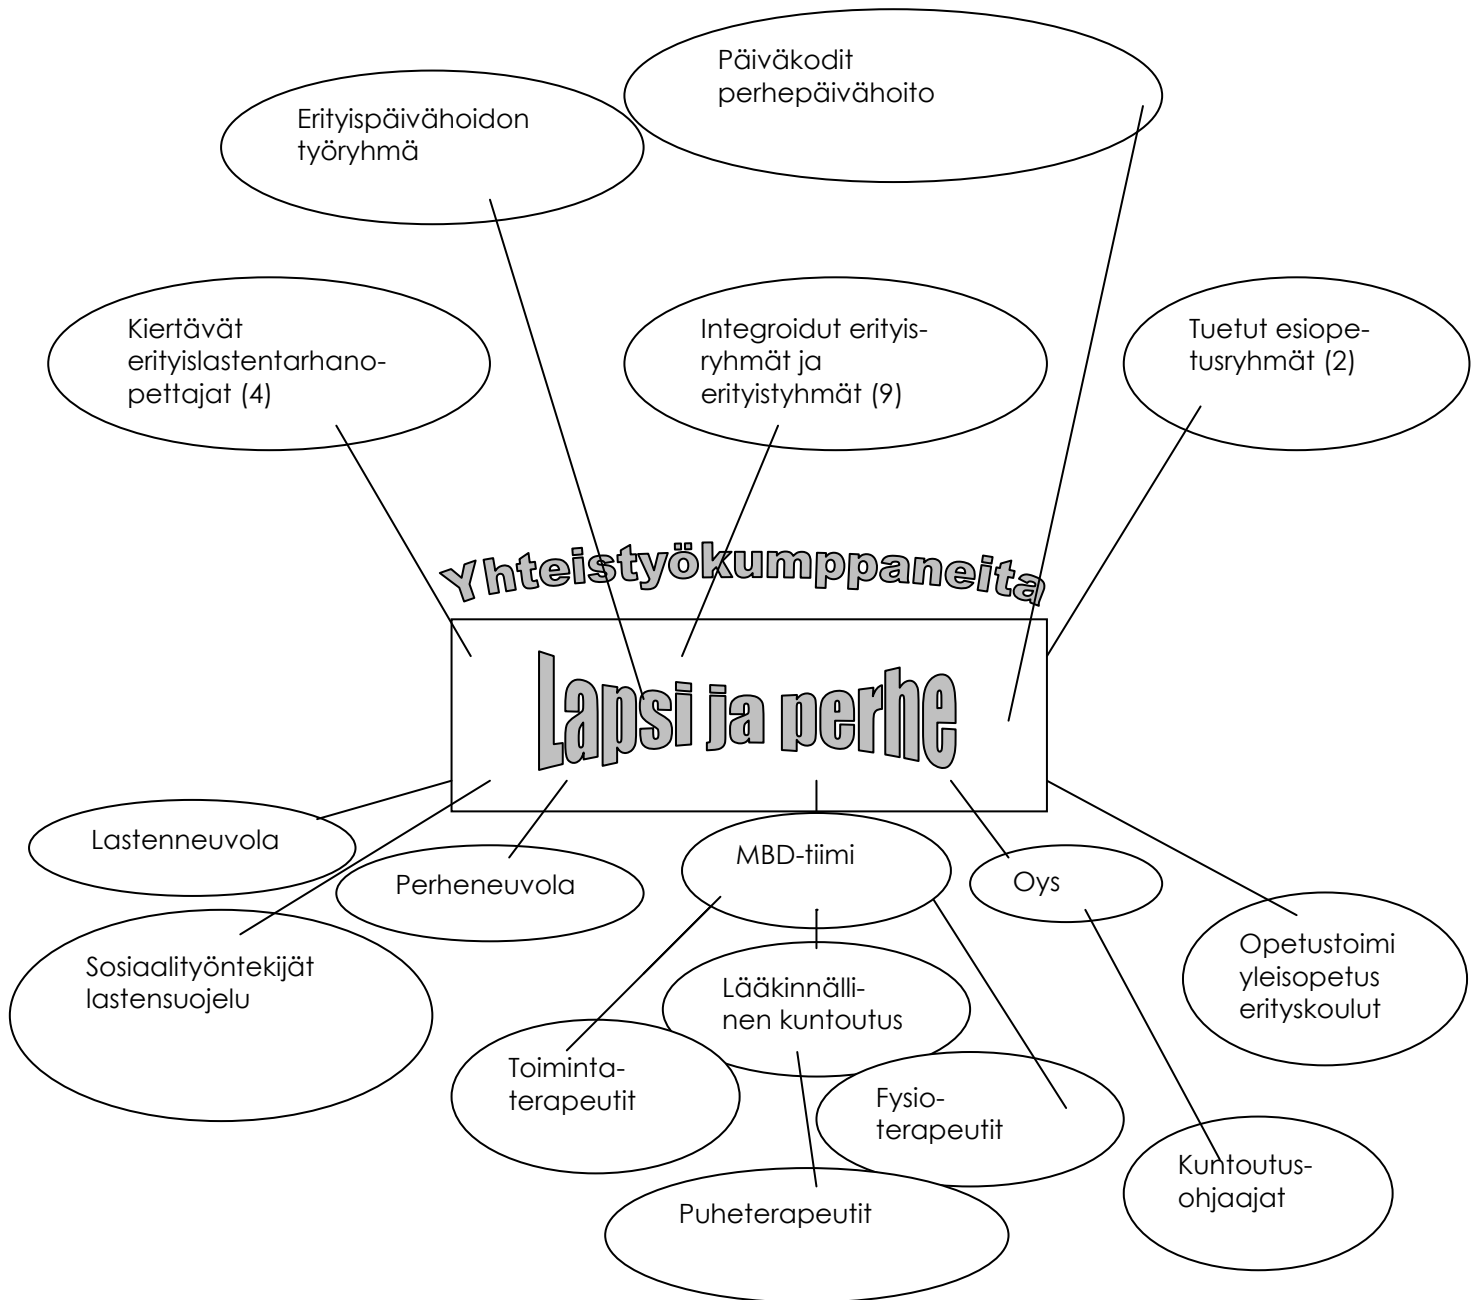 Päiväkodit
perhepäivähoito
Erityispäivähoidon
työryhmä
Kiertävät
erityislastentarhano-
pettajat (4)
Integroidut erityis-
ryhmät ja
erityistyhmät (9)
Tuetut esiope-
tusryhmät (2)
Yhteistyökumppaneita
Lapsi ja perhe
Lastenneuvola
Perheneuvola
MBD-tiimi
Oys
Sosiaalityöntekijät
lastensuojelu
Lääkinnälli-
nen kuntoutus
Opetustoimi
yleisopetus
erityskoulut
Toiminta-
terapeutit
Fysio-
terapeutit
Kuntoutus-
ohjaajat
Puheterapeutit